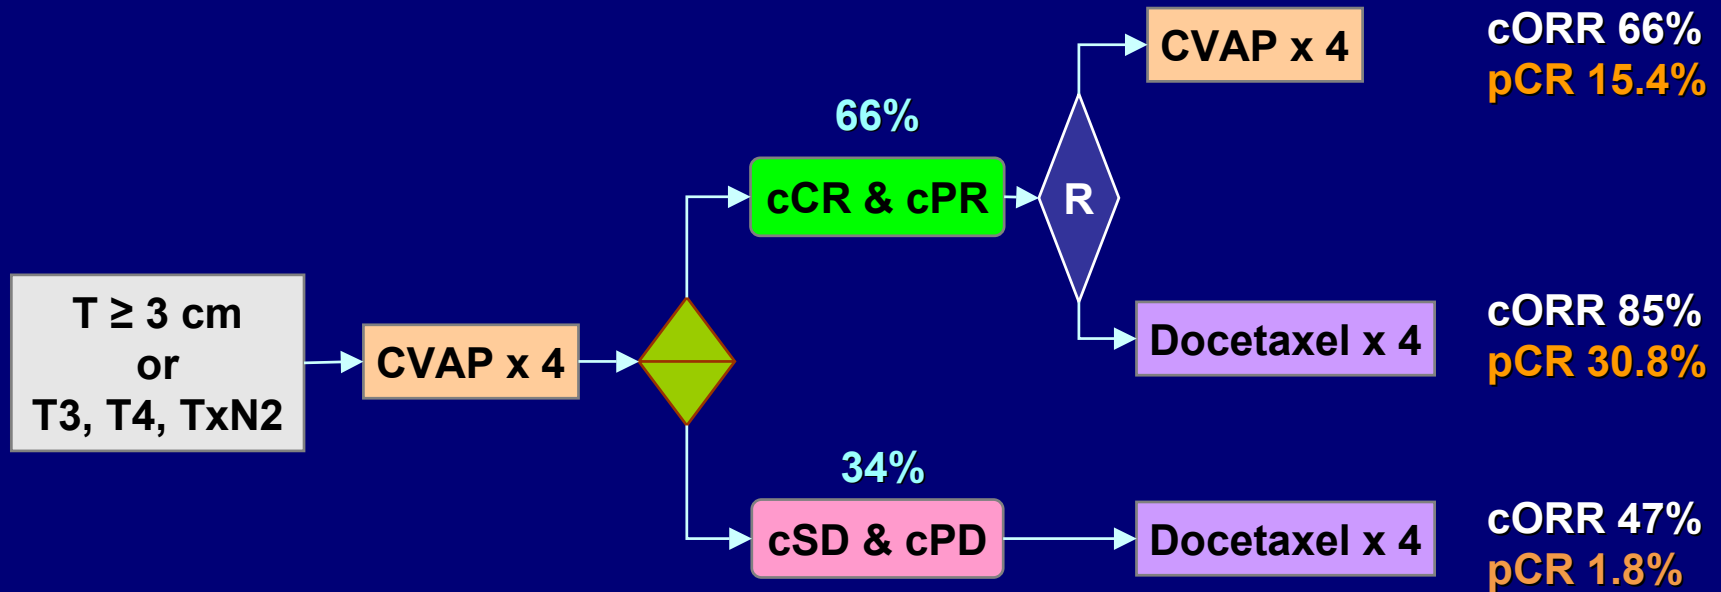 T ≥ 3 cm
or
T3, T4, TxN2
CVAP x 4
66%
cCR & cPR
R
CVAP x 4
cORR 66%
pCR 15.4%
Docetaxel x 4
cORR 85%
pCR 30.8%
34%
cSD & cPD
Docetaxel x 4
cORR 47%
pCR 1.8%